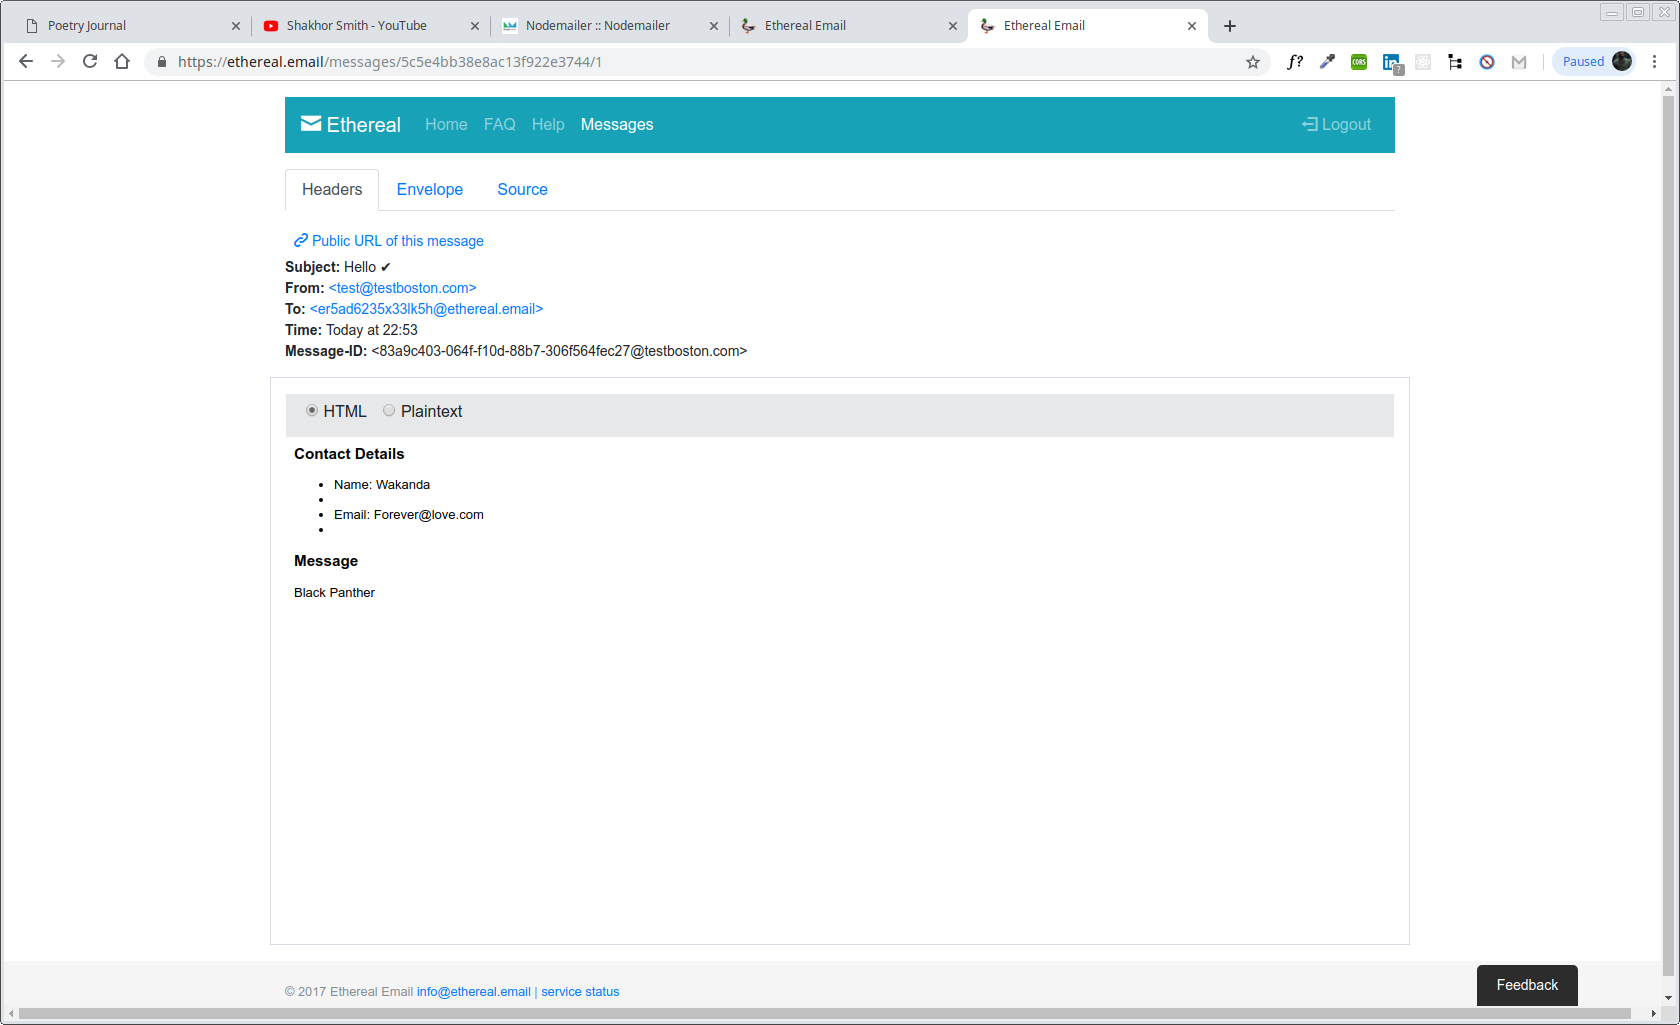 Poetry Journal
Shakhor Smith - YouTube
Nodemailer :: Nodemailer
Ethereal Email
Ethereal Email
https://ethereal.email/messages/5c5e4bb38e8ac13f922e3744/1
f?
CORS
in
?
Paused
Ethereal
Home
FAQ
Help
Messages
Logout
Headers
Envelope
Source
Public URL of this message
Subject: Hello ✔
From: <test@testboston.com>
To: <er5ad6235x33lk5h@ethereal.email>
Time: Today at 22:53
Message-ID: <83a9c403-064f-f10d-88b7-306f564fec27@testboston.com>
HTML
Plaintext
Contact Details
Name: Wakanda
Email: Forever@love.com
Message
Black Panther
© 2017 Ethereal Email info@ethereal.email | service status
Feedback